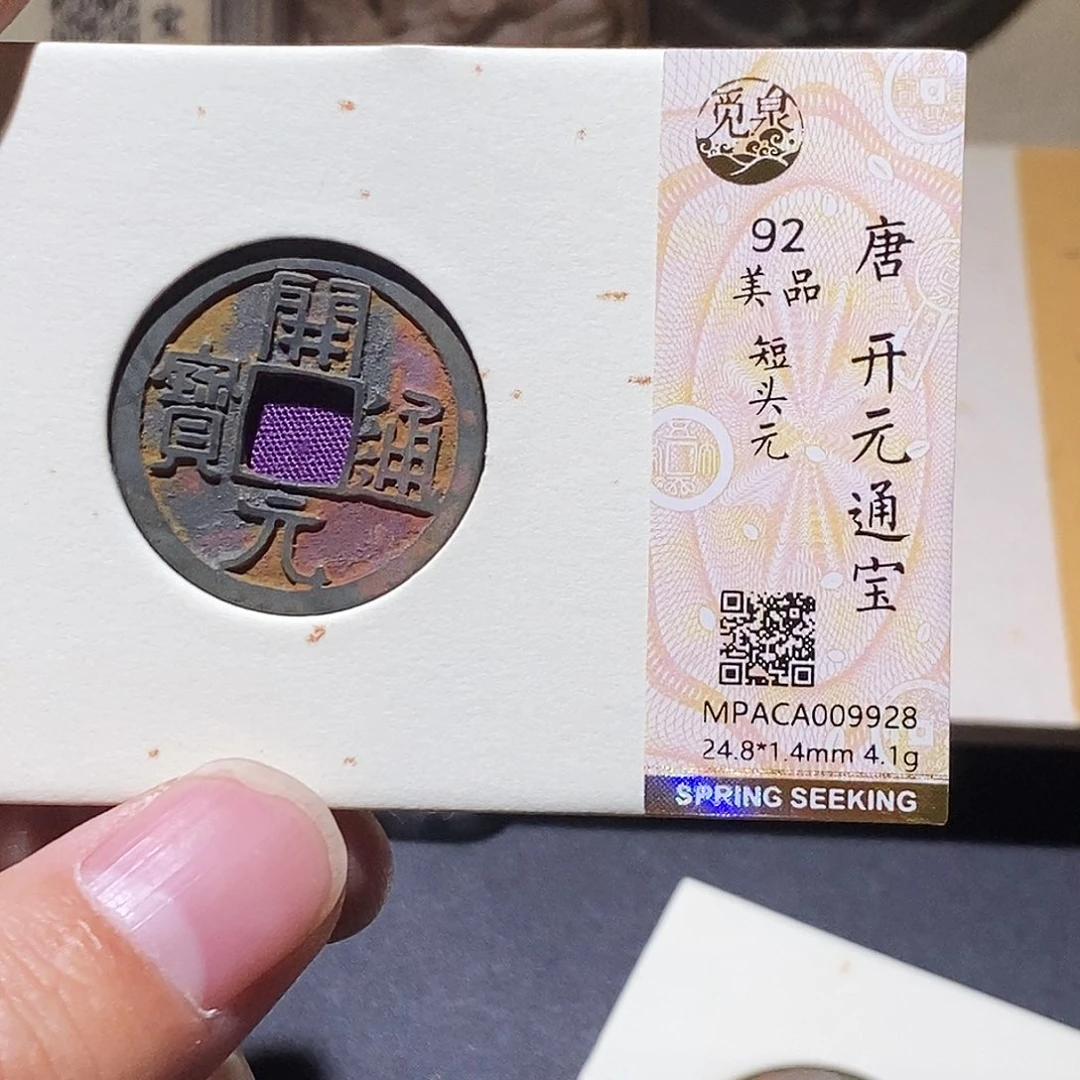 開
通
元
寳
觅泉
唐 开元通宝
92
美品
短头元
MPACA009928
24.8*1.4mm 4.1g
SPRING SEEKING